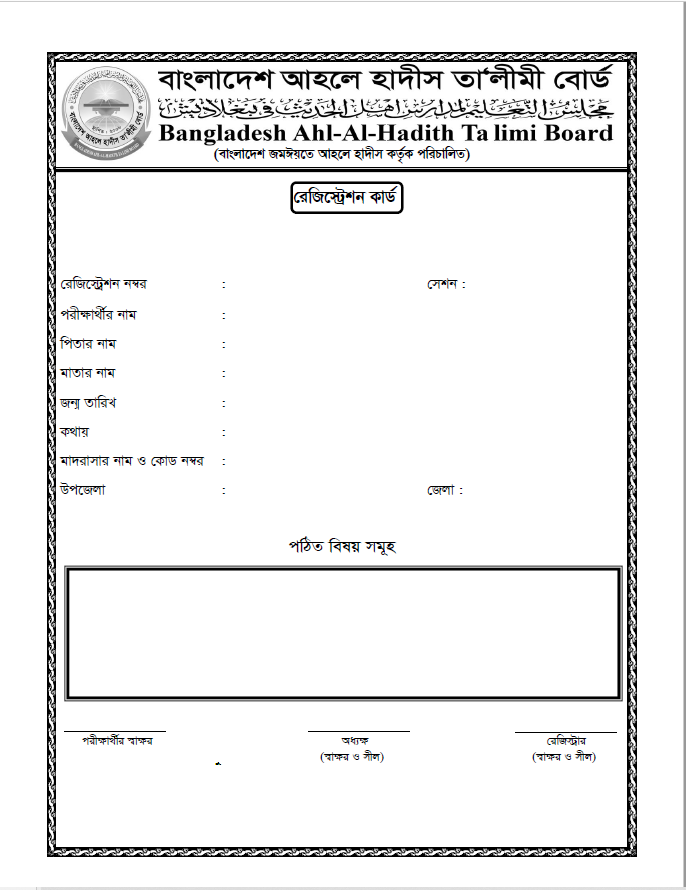 বাংলাদেশ আহলে হাদীস তা'লীমী বোর্ড
مجلس التعليم لمدارس أهل الحديث في بنغلاديش
Bangladesh Ahl-Al-Hadith Ta limi Board
(বাংলাদেশ জমঈয়তে আহলে হাদীস কর্তৃক পরিচালিত)
রেজিস্ট্রেশন কার্ড
রেজিস্ট্রেশন নম্বর : সেশন :
পরীক্ষার্থীর নাম :
পিতার নাম :
মাতার নাম :
জন্ম তারিখ :
কথায় :
মাদরাসার নাম ও কোড নম্বর :
উপজেলা : জেলা :
পঠিত বিষয় সমূহ
পরীক্ষার্থীর স্বাক্ষর অধ্যক্ষ রেজিস্ট্রার
(স্বাক্ষর ও সীল) (স্বাক্ষর ও সীল)